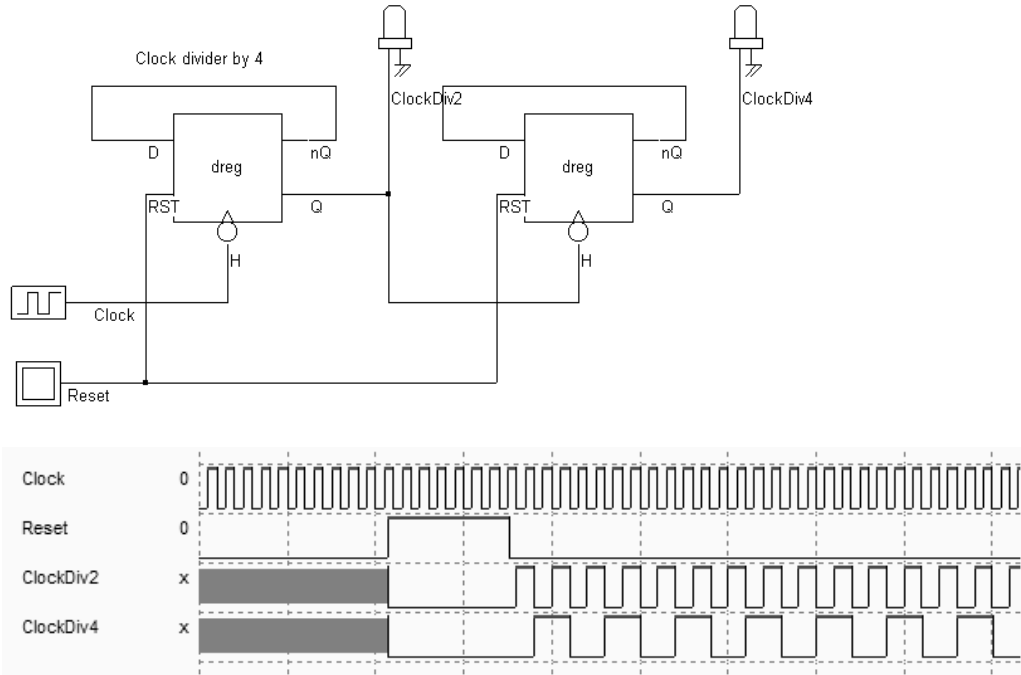 Clock divider by 4
ClockDiv2
ClockDiv4
D
nQ
D
nQ
dreg
dreg
RST
Q
RST
Q
H
H
Clock
Reset
Clock 0
Reset 0
ClockDiv2 x
ClockDiv4 x